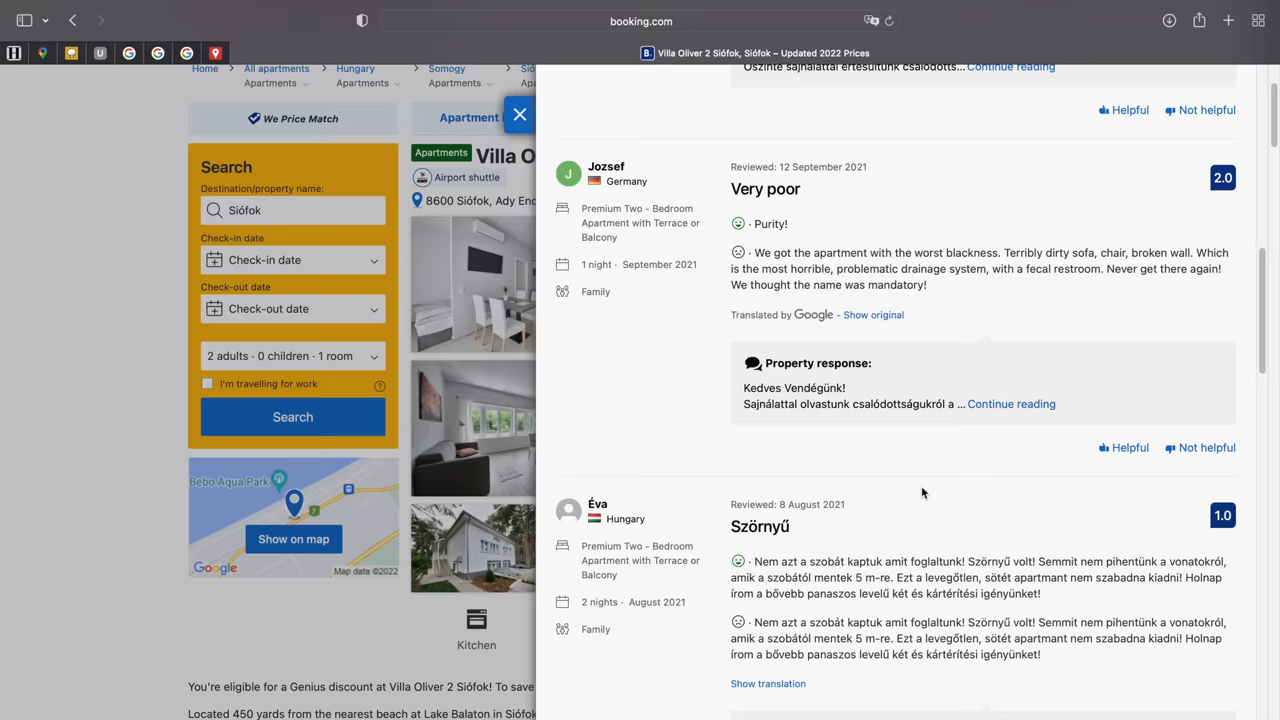 booking.com
B. Villa Oliver 2 Siófok, Siófok – Updated 2022 Prices
Home > All apartments > Hungary > Somogy > Sió
Apartments Apartments Apartments Ap
We Price Match
Apartment i
Search
Destination/property name:
Siófok
Check-in date
Check-in date
Check-out date
Check-out date
2 adults · 0 children · 1 room
I'm travelling for work
Search
Bebo Aqua Park
7
Show on map
Google
Map data ©2022
Apartments Villa O
Airport shuttle
8600 Siófok, Ady End
Kitchen
You're eligible for a Genius discount at Villa Oliver 2 Siófok! To save
Located 450 yards from the nearest beach at Lake Balaton in Siófok
Őszinte sajnálattal értesültünk csalódotts... Continue reading
Helpful Not helpful
J
Jozsef
Germany
Premium Two - Bedroom
Apartment with Terrace or
Balcony
1 night · September 2021
Family
Reviewed: 12 September 2021
Very poor
2.0
· Purity!
· We got the apartment with the worst blackness. Terribly dirty sofa, chair, broken wall. Which
is the most horrible, problematic drainage system, with a fecal restroom. Never get there again!
We thought the name was mandatory!
Translated by Google - Show original
Property response:
Kedves Vendégünk!
Sajnálattal olvastunk csalódottságukról a ... Continue reading
Helpful Not helpful
Éva
Hungary
Premium Two - Bedroom
Apartment with Terrace or
Balcony
2 nights · August 2021
Family
Reviewed: 8 August 2021
Szörnyű
1.0
· Nem azt a szobát kaptuk amit foglaltunk! Szörnyű volt! Semmit nem pihentünk a vonatokról,
amik a szobától mentek 5 m-re. Ezt a levegőtlen, sötét apartmant nem szabadna kiadni! Holnap
írom a bővebb panaszos levelű két és kártérítési igényünket!
· Nem azt a szobát kaptuk amit foglaltunk! Szörnyű volt! Semmit nem pihentünk a vonatokról,
amik a szobától mentek 5 m-re. Ezt a levegőtlen, sötét apartmant nem szabadna kiadni! Holnap
írom a bővebb panaszos levelű két és kártérítési igényünket!
Show translation